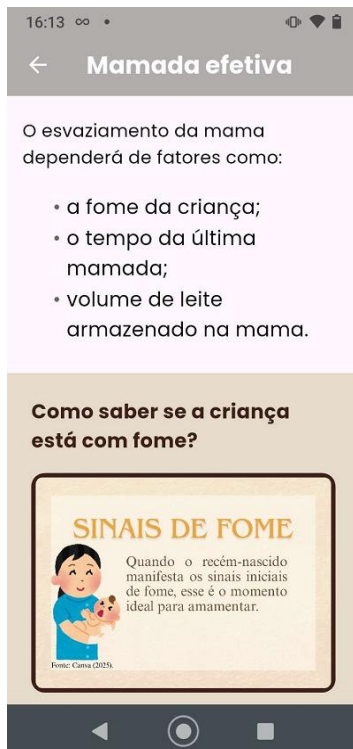 16:13
Mamada efetiva
O esvaziamento da mama
dependerá de fatores como:
• a fome da criança;
• o tempo da última
mamada;
• volume de leite
armazenado na mama.
Como saber se a criança
está com fome?
SINAIS DE FOME
Quando o recém-nascido
manifesta os sinais iniciais
de fome, esse é o momento
ideal para amamentar.
Fonte: Canva (2025).